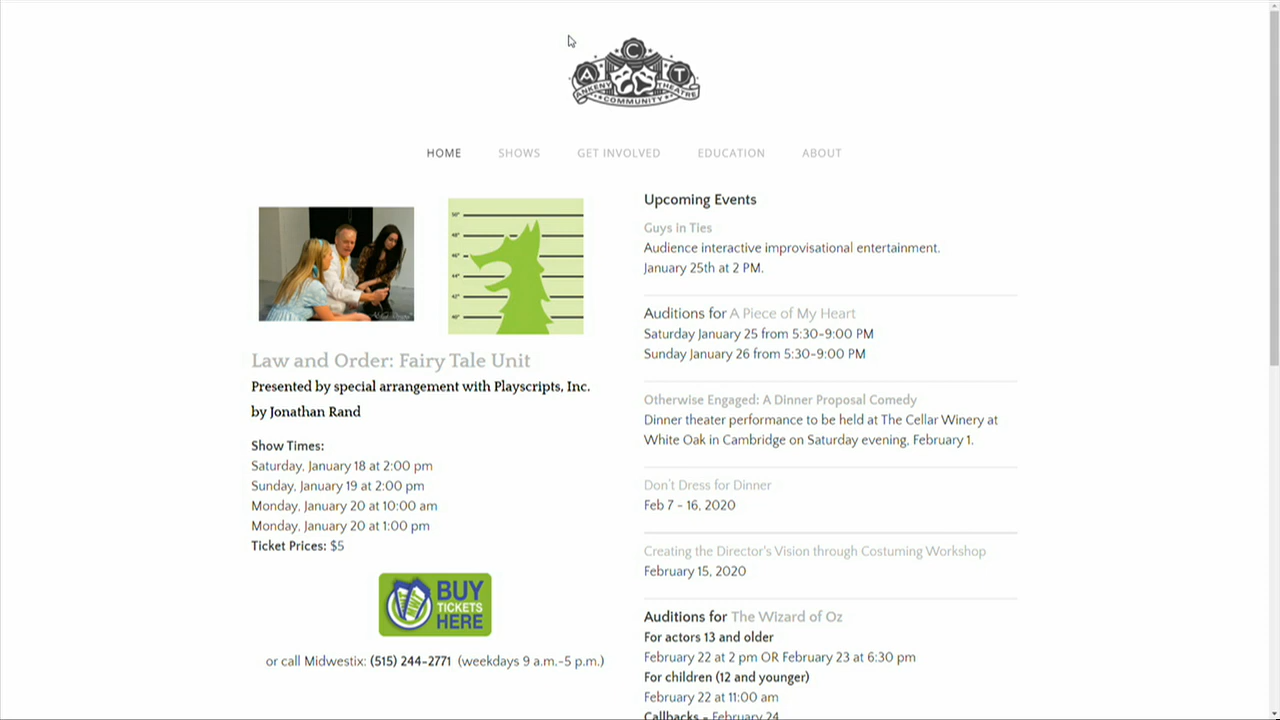 A
C
T
ANKENY THEATRE
COMMUNITY
HOME
SHOWS
GET INVOLVED
EDUCATION
ABOUT
50"
48"
46"
44"
42"
40"
Law and Order: Fairy Tale Unit
Presented by special arrangement with Playscripts, Inc.
by Jonathan Rand
Show Times:
Saturday, January 18 at 2:00 pm
Sunday, January 19 at 2:00 pm
Monday, January 20 at 10:00 am
Monday, January 20 at 1:00 pm
Ticket Prices: $5
BUY
TICKETS
HERE
or call Midwestix: (515) 244-2771 (weekdays 9 a.m.-5 p.m.)
Upcoming Events
Guys in Ties
Audience interactive improvisational entertainment.
January 25th at 2 PM.
Auditions for A Piece of My Heart
Saturday January 25 from 5:30-9:00 PM
Sunday January 26 from 5:30-9:00 PM
Otherwise Engaged: A Dinner Proposal Comedy
Dinner theater performance to be held at The Cellar Winery at
White Oak in Cambridge on Saturday evening, February 1.
Don't Dress for Dinner
Feb 7 - 16, 2020
Creating the Director's Vision through Costuming Workshop
February 15, 2020
Auditions for The Wizard of Oz
For actors 13 and older
February 22 at 2 pm OR February 23 at 6:30 pm
For children (12 and younger)
February 22 at 11:00 am
Callbacks - February 24